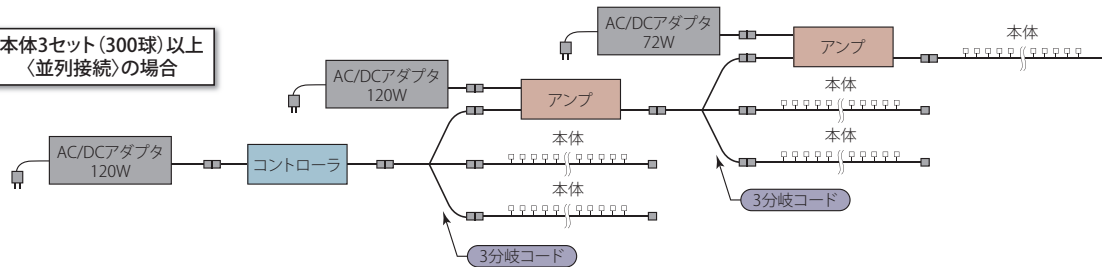 本体3セット（300球）以上
〈並列接続〉の場合
AC/DCアダプタ
72W
アンプ
本体
AC/DCアダプタ
120W
アンプ
本体
本体
AC/DCアダプタ
120W
コントローラ
本体
本体
3分岐コード
3分岐コード